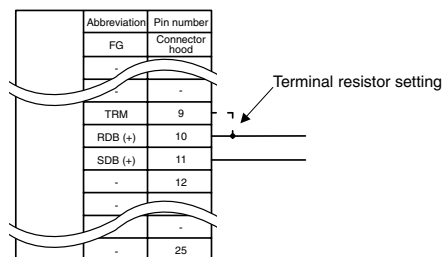 Abbreviation Pin number
FG Connector hood
-
- -
TRM 9
RDB (+) 10
SDB (+) 11
- 12
-
-
- 25
Terminal resistor setting